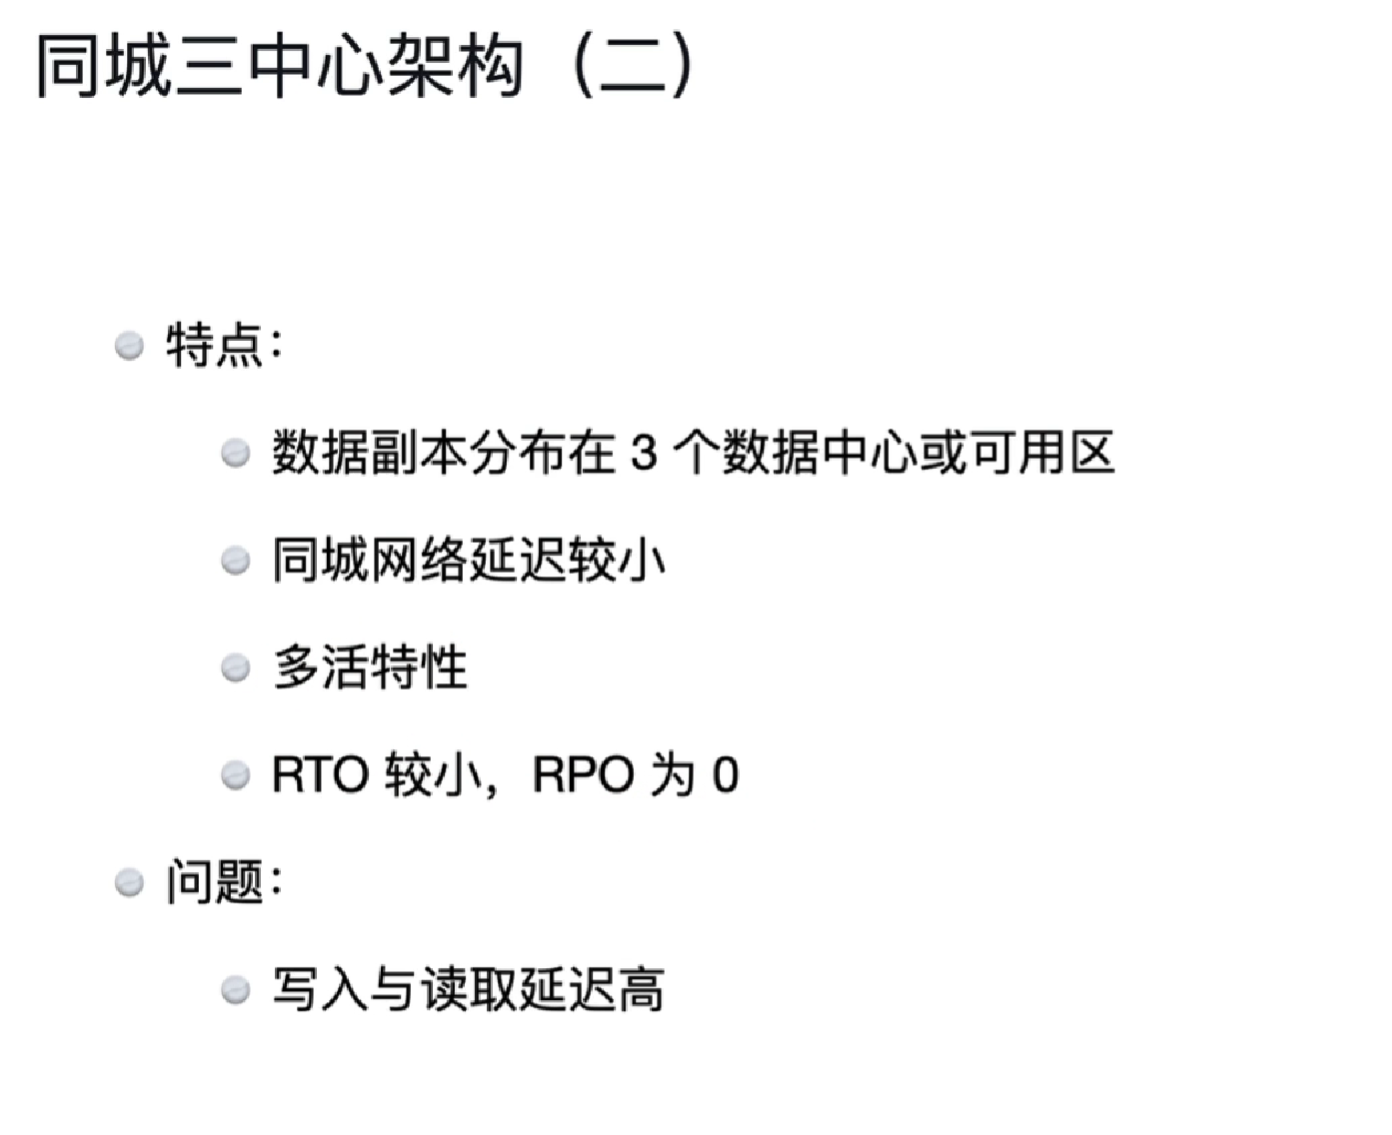 同城三中心架构（二）
特点：
数据副本分布在 3 个数据中心或可用区
同城网络延迟较小
多活特性
RTO 较小，RPO 为 0
问题：
写入与读取延迟高